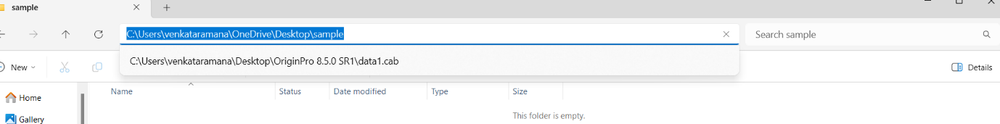 sample
C:\Users\venkataramana\OneDrive\Desktop\sample
Search sample
C:\Users\venkataramana\Desktop\OriginPro 8.5.0 SR1\data1.cab
New
Details
Name
Status
Date modified
Type
Size
Home
Gallery
This folder is empty.